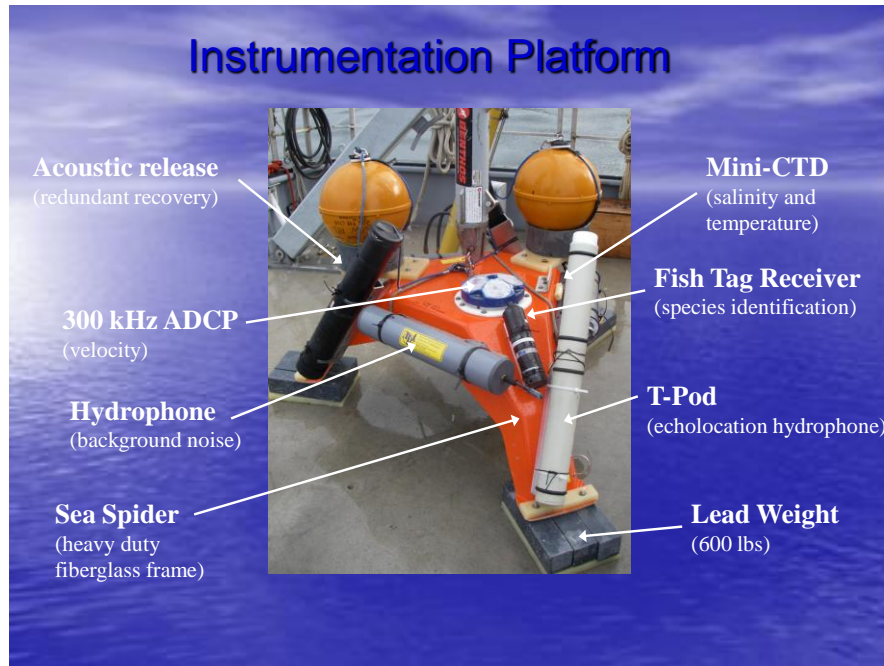 Instrumentation Platform
Acoustic release
(redundant recovery)
300 kHz ADCP
(velocity)
Hydrophone
(background noise)
Sea Spider
(heavy duty
fiberglass frame)
BENTHOS
Mini-CTD
(salinity and
temperature)
Fish Tag Receiver
(species identification)
T-Pod
(echolocation hydrophone)
Lead Weight
(600 lbs)